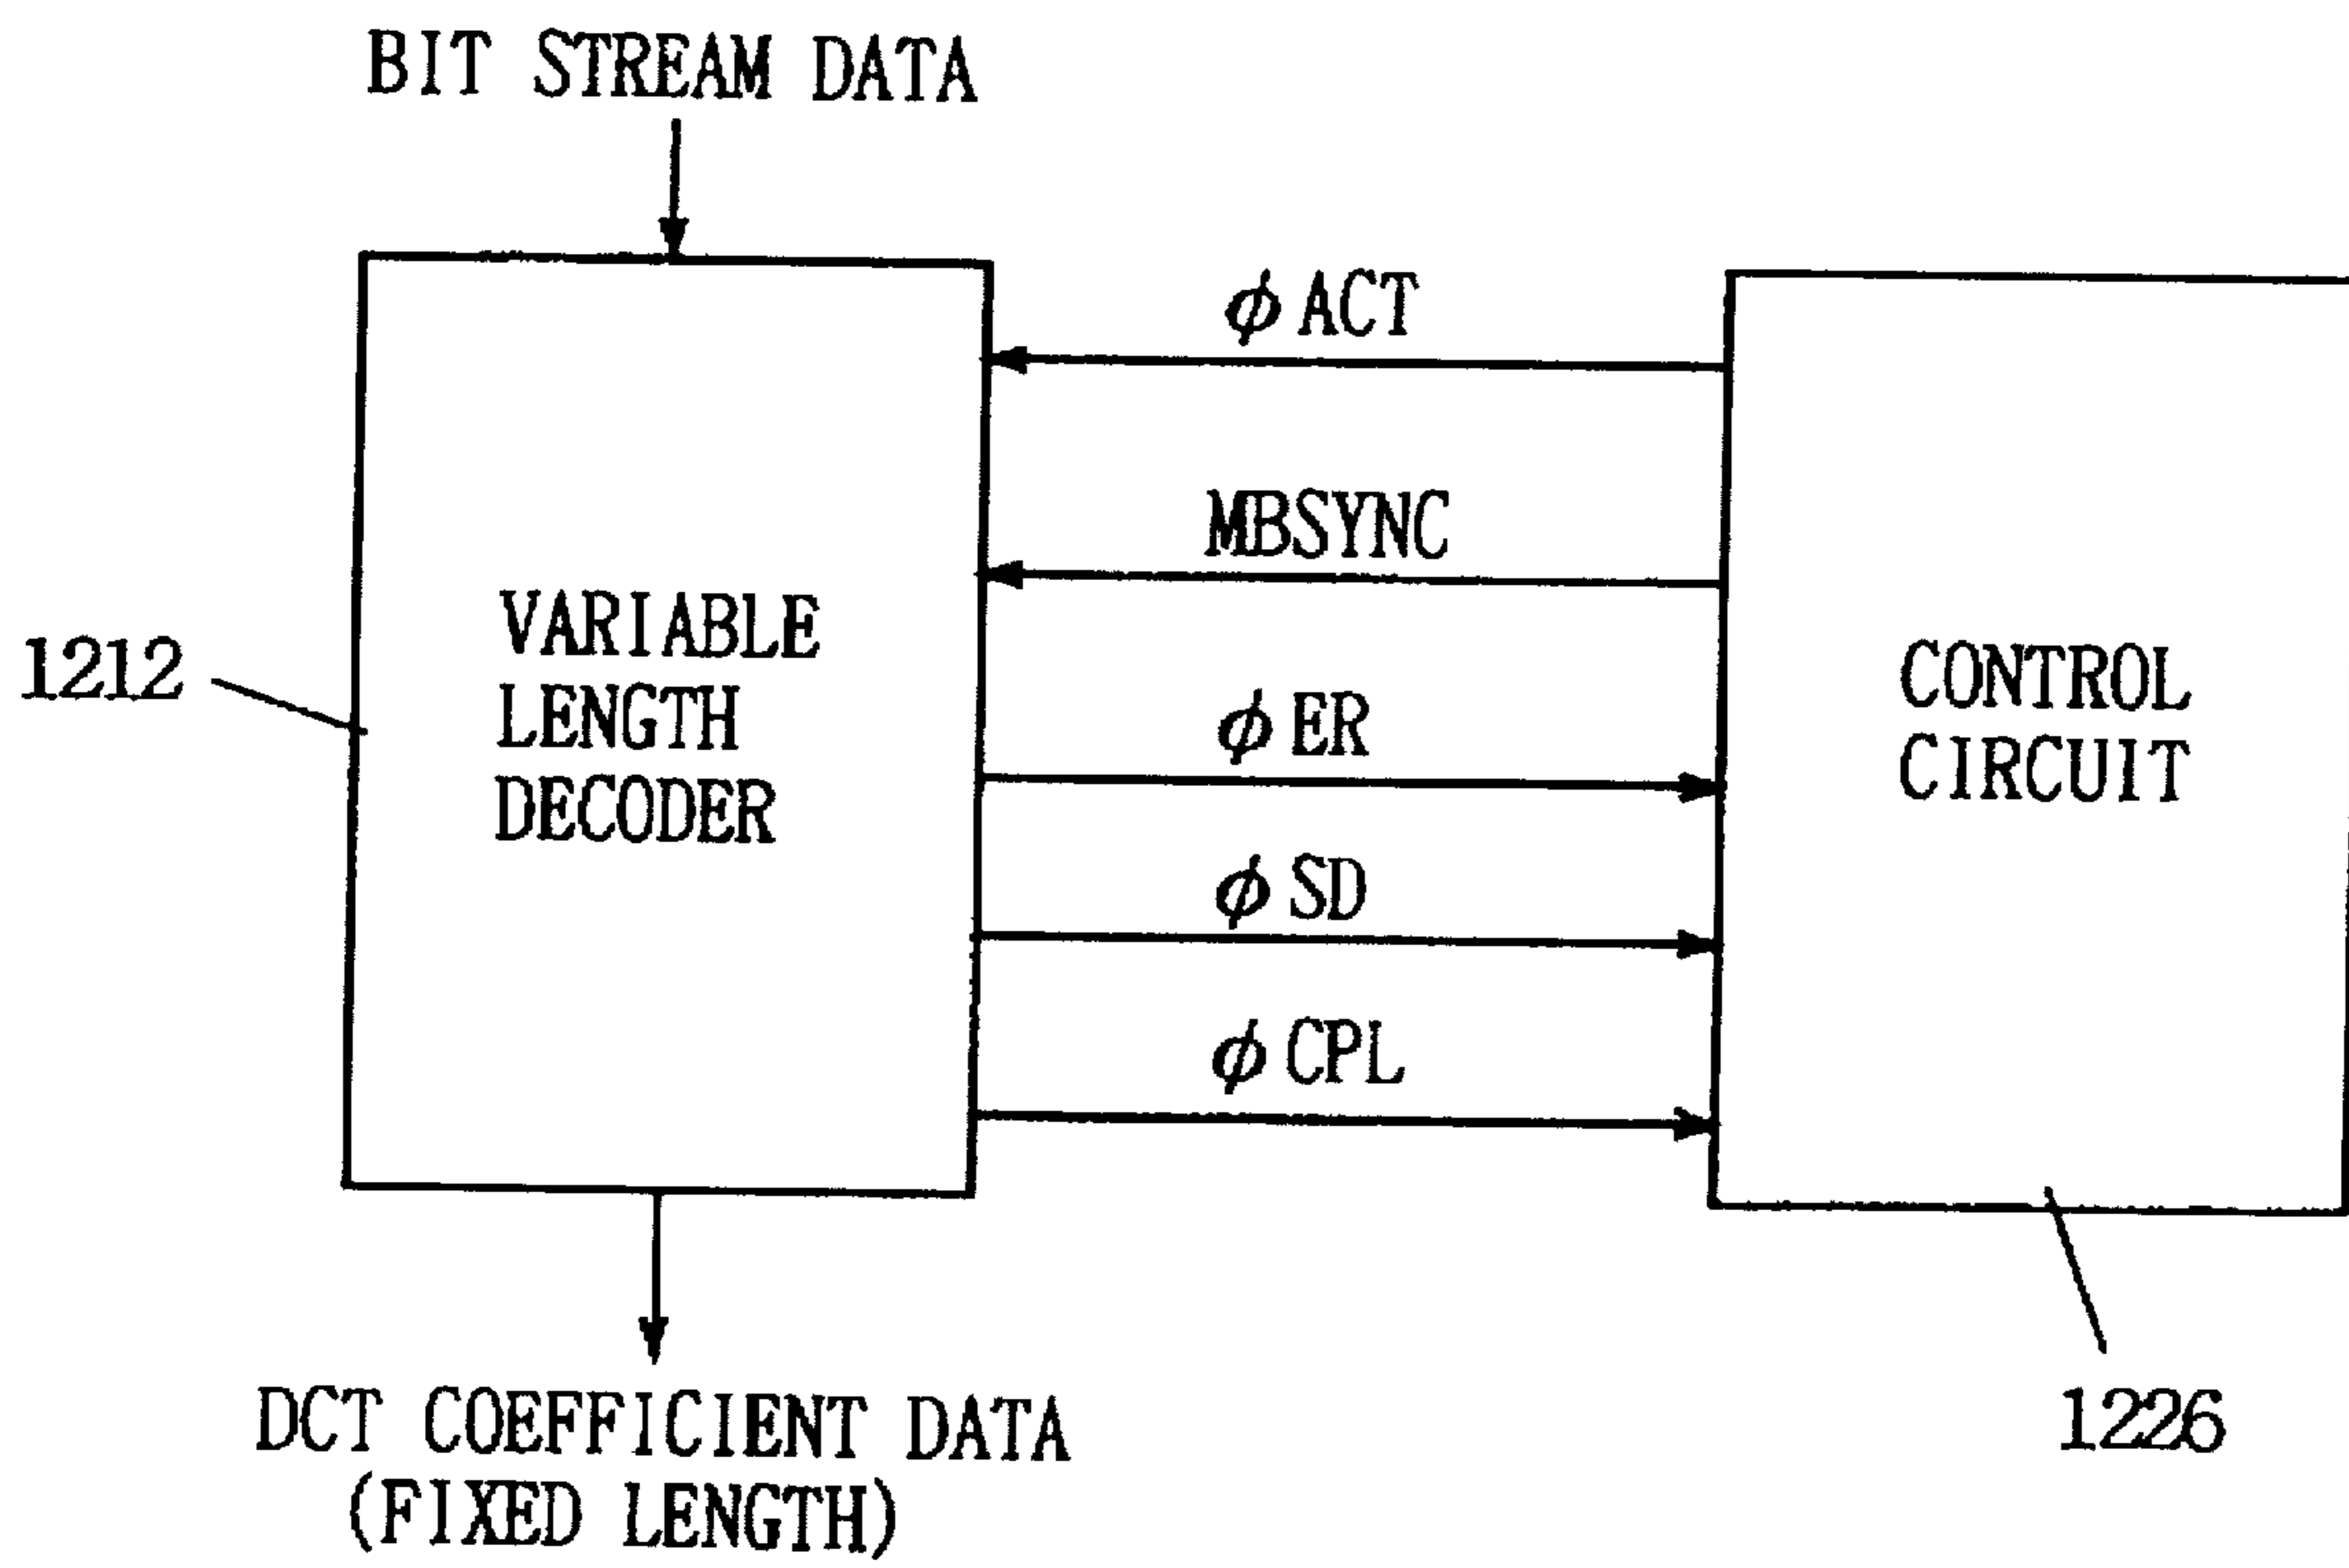 BIT STREAM DATA
φ ACT
MBSYNC
VARIABLE
LENGTH
DECODER
1212
φ ER
φ SD
φ CPL
CONTROL
CIRCUIT
DCT COEFFICIENT DATA
(FIXED LENGTH)
1226